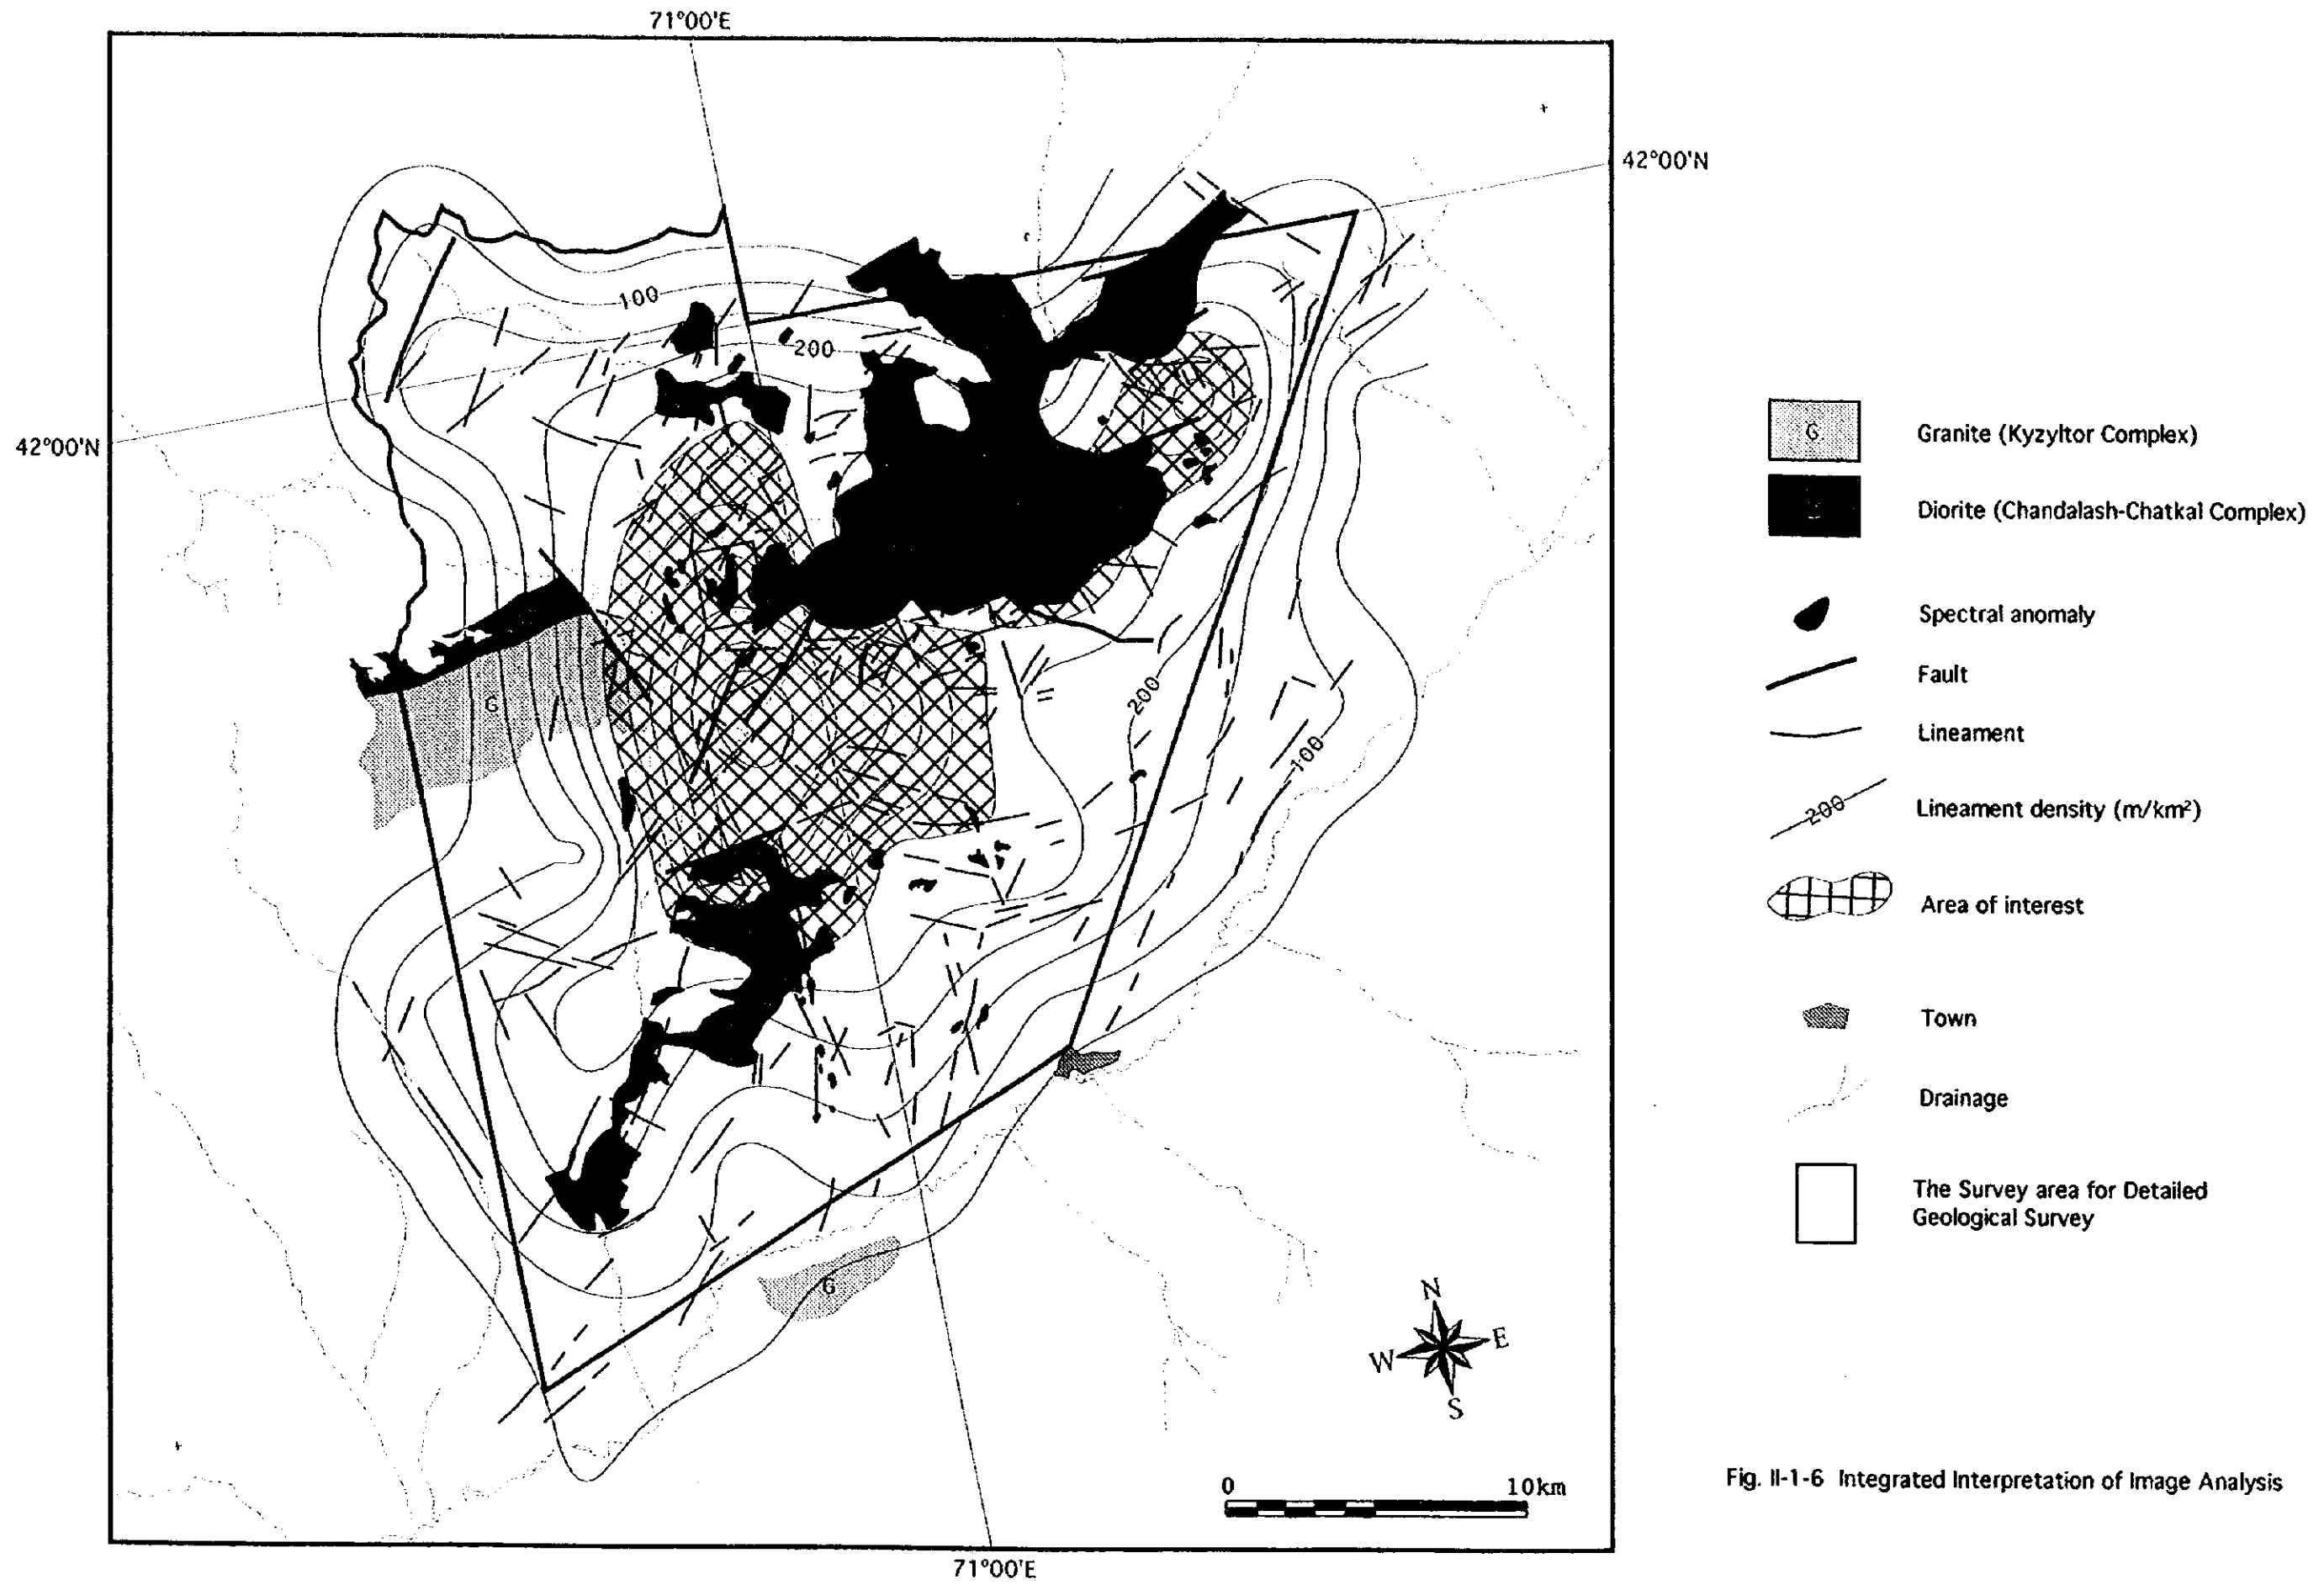 71°00'E
42°00'N
100
200
42°00'N
G
200
100
G
N
W
E
S
0
10km
71°00'E
G
Granite (Kyzyltor Complex)
Diorite (Chandalash-Chatkal Complex)
Spectral anomaly
Fault
Lineament
200
Lineament density (m/km²)
Area of interest
Town
Drainage
The Survey area for Detailed
Geological Survey
Fig. II-1-6 Integrated Interpretation of Image Analysis